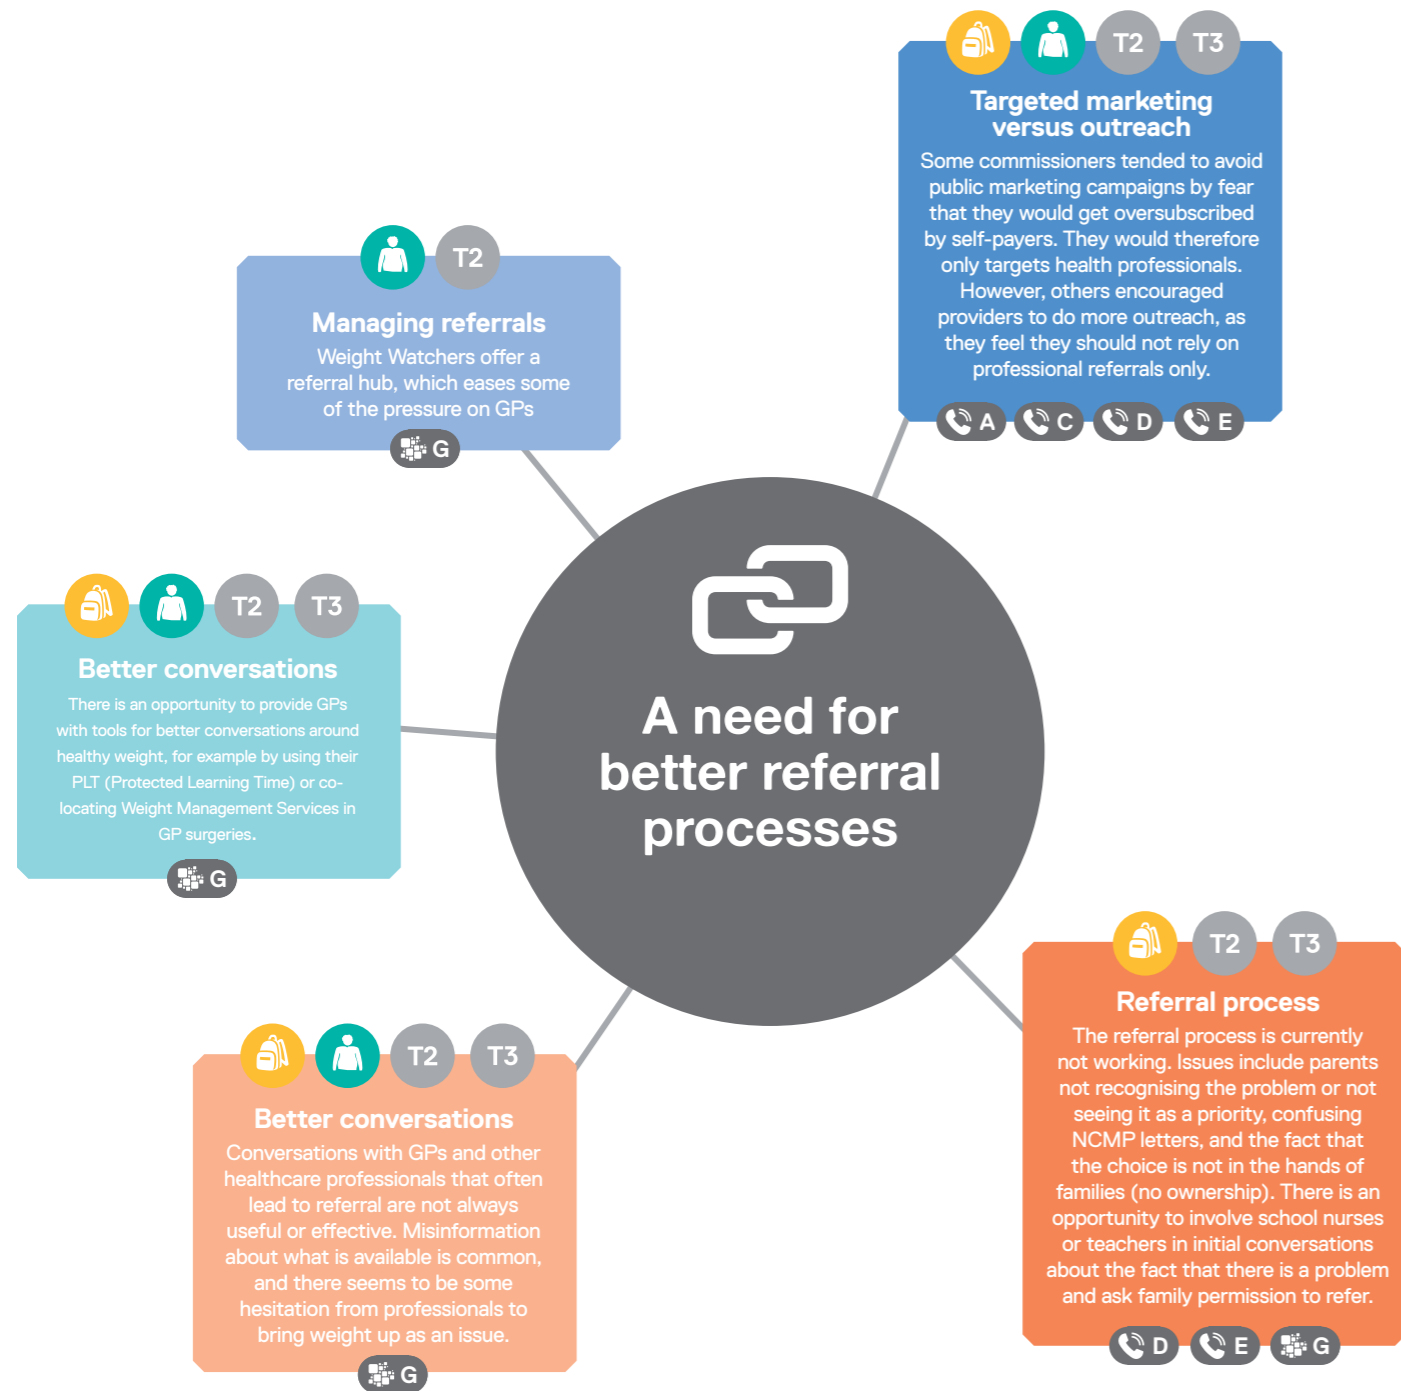 T2 T3
Targeted marketing
versus outreach
Some commissioners tended to avoid
public marketing campaigns by fear
that they would get oversubscribed
by self-payers. They would therefore
only targets health professionals.
However, others encouraged
providers to do more outreach, as
they feel they should not rely on
professional referrals only.
A C D E
T2
Managing referrals
Weight Watchers offer a
referral hub, which eases some
of the pressure on GPs
G
T2 T3
Better conversations
There is an opportunity to provide GPs
with tools for better conversations around
healthy weight, for example by using their
PLT (Protected Learning Time) or co-
locating Weight Management Services in
GP surgeries.
G
A need for
better referral
processes
T2 T3
Better conversations
Conversations with GPs and other
healthcare professionals that often
lead to referral are not always
useful or effective. Misinformation
about what is available is common,
and there seems to be some
hesitation from professionals to
bring weight up as an issue.
G
T2 T3
Referral process
The referral process is currently
not working. Issues include parents
not recognising the problem or not
seeing it as a priority, confusing
NCMP letters, and the fact that
the choice is not in the hands of
families (no ownership). There is an
opportunity to involve school nurses
or teachers in initial conversations
about the fact that there is a problem
and ask family permission to refer.
D E G